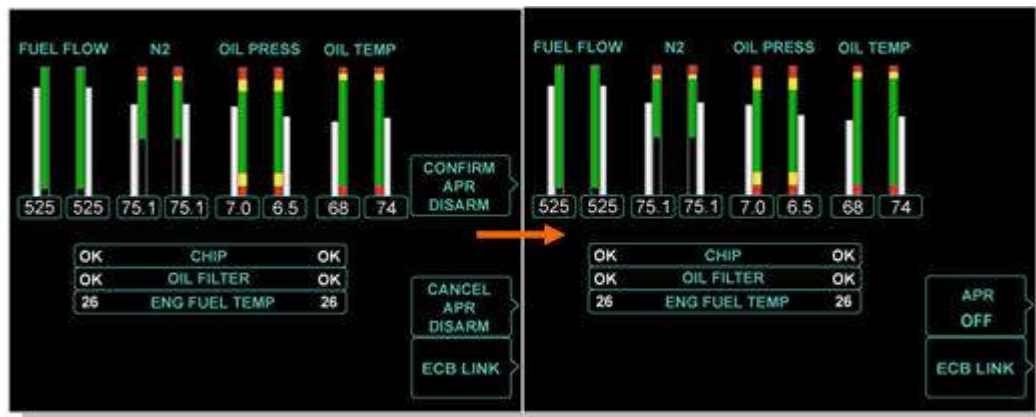 FUEL FLOW N2 OIL PRESS OIL TEMP
525 525 75.1 75.1 7.0 6.5 68 74
CONFIRM
APR
DISARM
OK CHIP OK
OK OIL FILTER OK
26 ENG FUEL TEMP 26
CANCEL
APR
DISARM
ECB LINK
FUEL FLOW N2 OIL PRESS OIL TEMP
525 525 75.1 75.1 7.0 6.5 68 74
OK CHIP OK
OK OIL FILTER OK
26 ENG FUEL TEMP 26
APR
OFF
ECB LINK